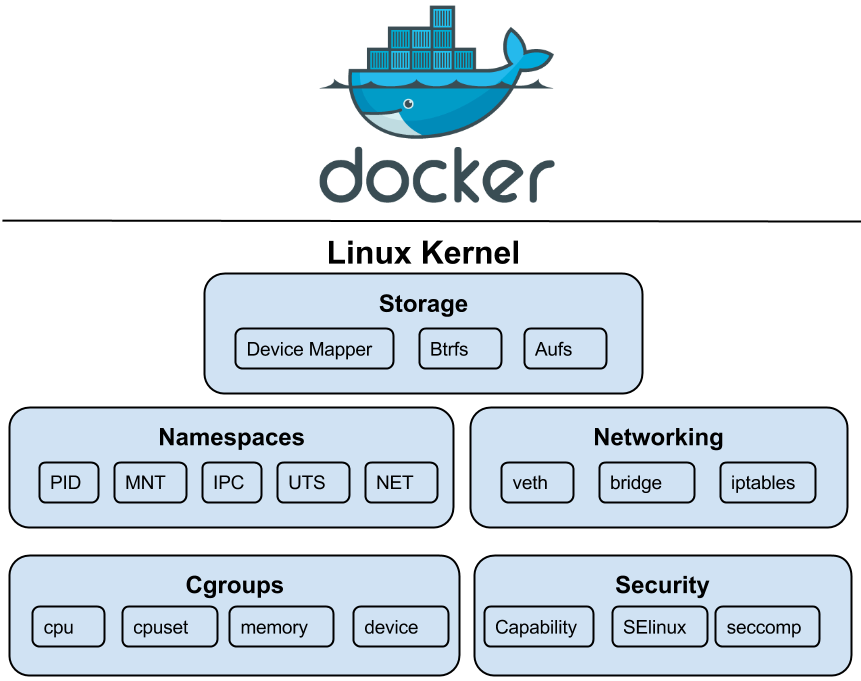 docker
Linux Kernel
Storage
Device Mapper Btrfs Aufs
Namespaces
PID MNT IPC UTS NET
Networking
veth bridge iptables
Cgroups
cpu cpuset memory device
Security
Capability SElinux seccomp